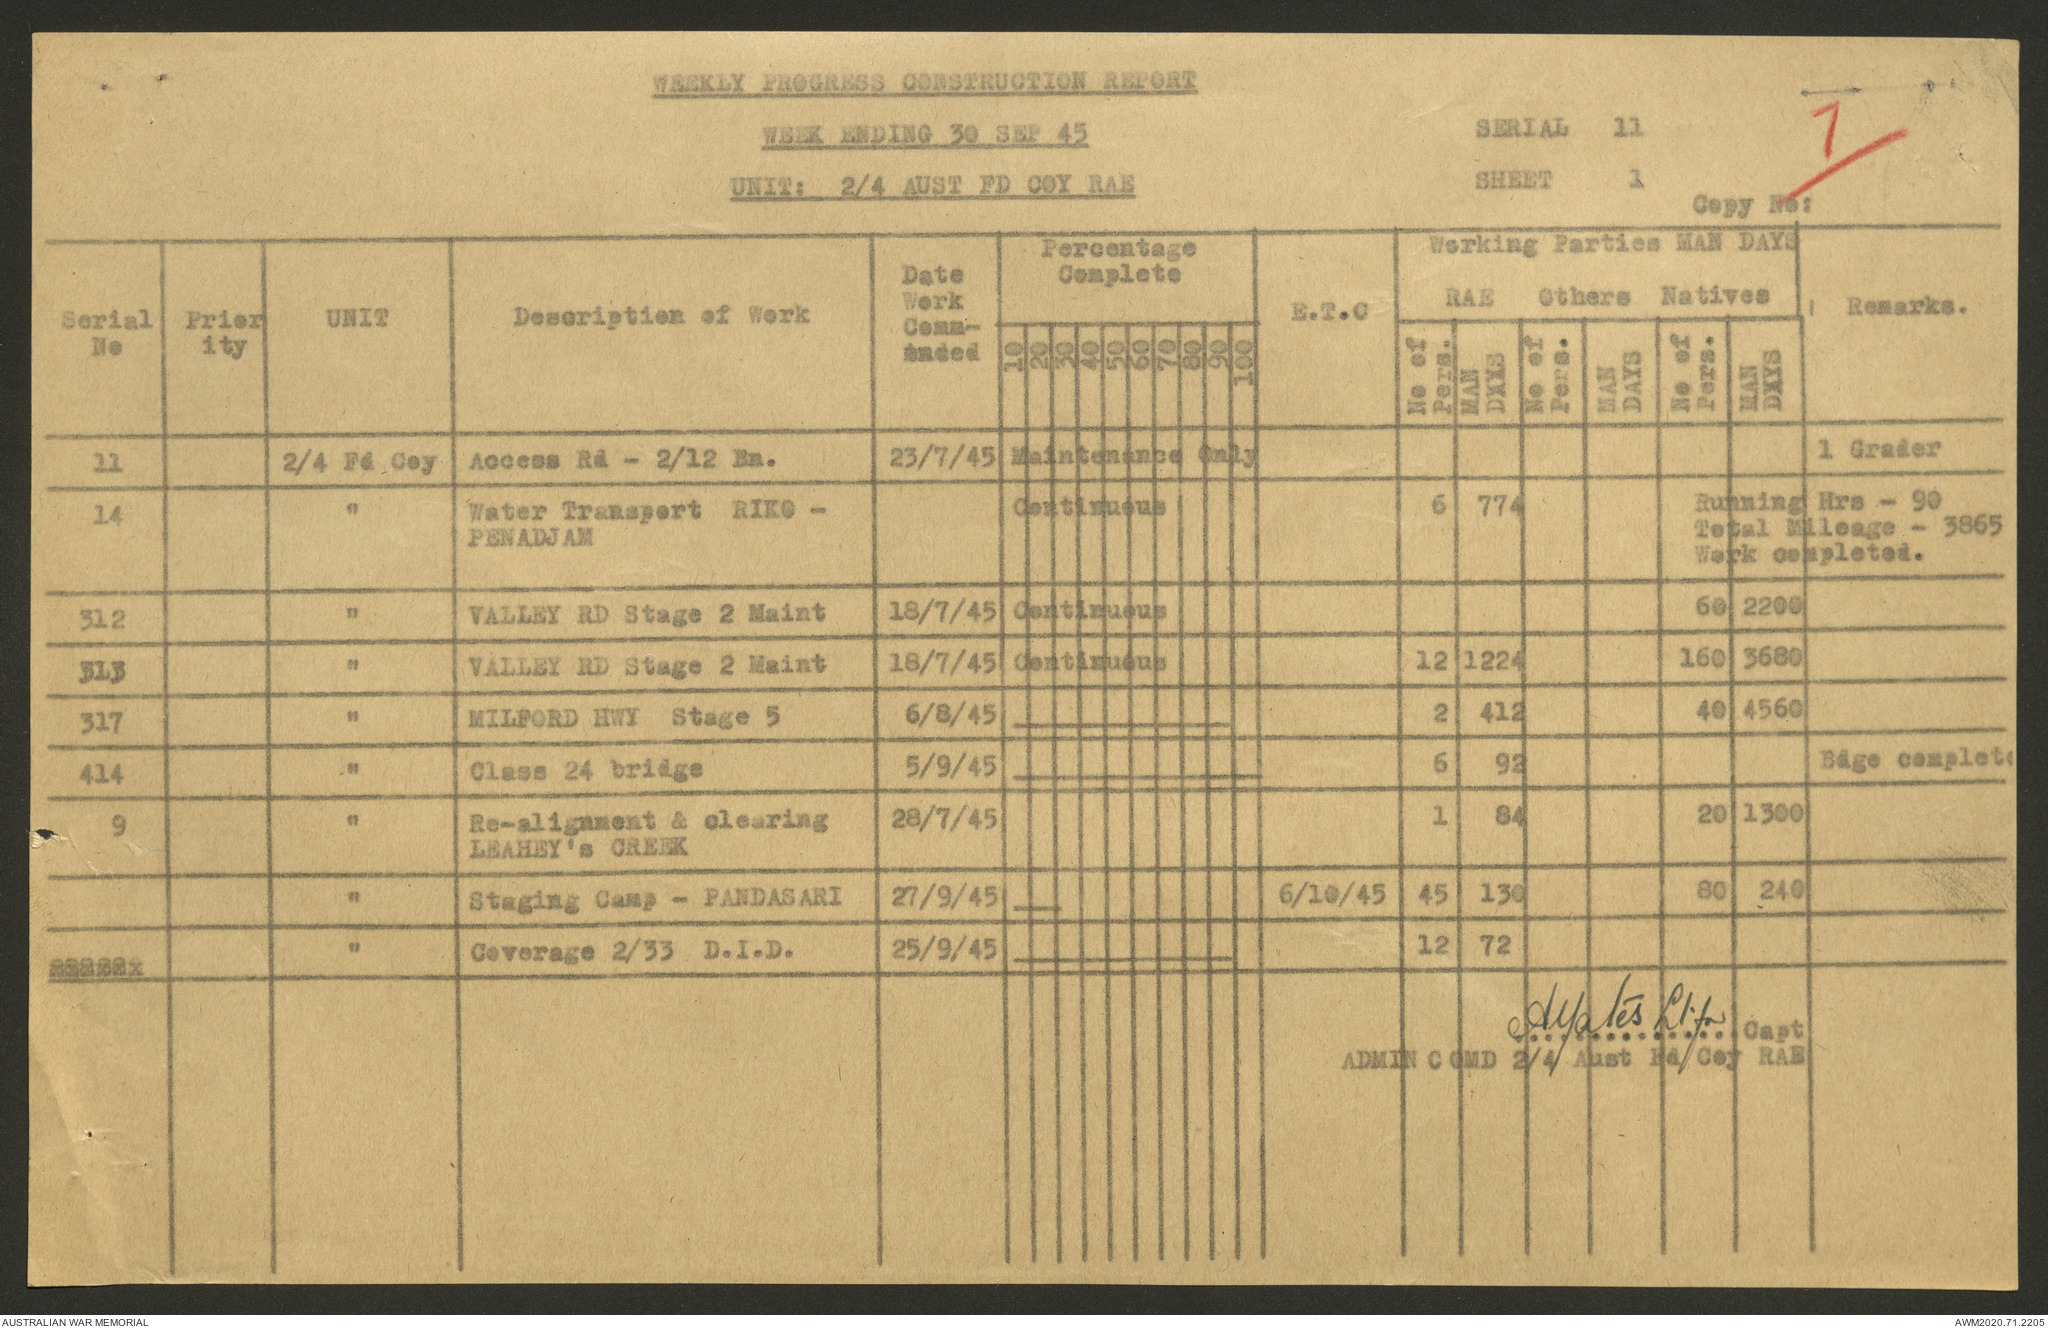 WEEKLY PROGRESS CONSTRUCTION REPORT
WEEK ENDING 30 SEP 45
UNIT: 2/4 AUST FD COY RAE
SERIAL 11
SHEET 1
Copy No:
7
Serial No
Prior ity
UNIT
Description of Work
Date Work Comm-
Percentage Complete
10 20 30 40 50 60 70 80 90 100
E.T.C
Working Parties MAN DAYS
RAE Others Natives
No of Pers. MAN DAYS No of Pers. MAN DAYS No of Pers. MAN DAYS
Remarks.
11 2/4 Fd Coy Access Rd - 2/12 Bn. 23/7/45 Maintenance Only 1 Grader
14 " Water Transport RIKO - Continuous 6 774 Running Hrs - 90
PENADJAM Total Mileage - 3865
Work completed.
312 " VALLEY RD Stage 2 Maint 18/7/45 Continuous 60 2200
313 " VALLEY RD Stage 2 Maint 18/7/45 Continuous 12 1224 160 3680
317 " MILFORD HWY Stage 5 6/8/45 2 412 40 4560
414 " Class 24 bridge 5/9/45 6 92 Bdge complete
9 " Re-alignment & clearing 28/7/45 1 84 20 1300
LEAHEY's CREEK
" Staging Camp - PANDASARI 27/9/45 6/10/45 45 130 80 240
" Coverage 2/33 D.I.D. 25/9/45 12 72
Lt for Capt
ADMIN COMD 2/4 Aust Fd Coy RAE
AUSTRALIAN WAR MEMORIAL
AWM2020.71.2205